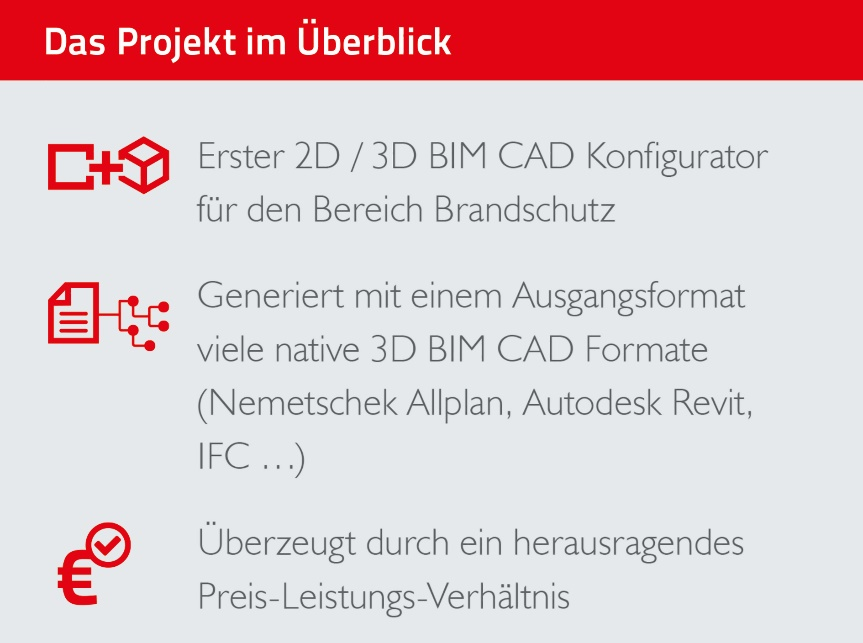 Das Projekt im Überblick
Erster 2D / 3D BIM CAD Konfigurator
für den Bereich Brandschutz
Generiert mit einem Ausgangsformat
viele native 3D BIM CAD Formate
(Nemetschek Allplan, Autodesk Revit,
IFC …)
€
Überzeugt durch ein herausragendes
Preis-Leistungs-Verhältnis